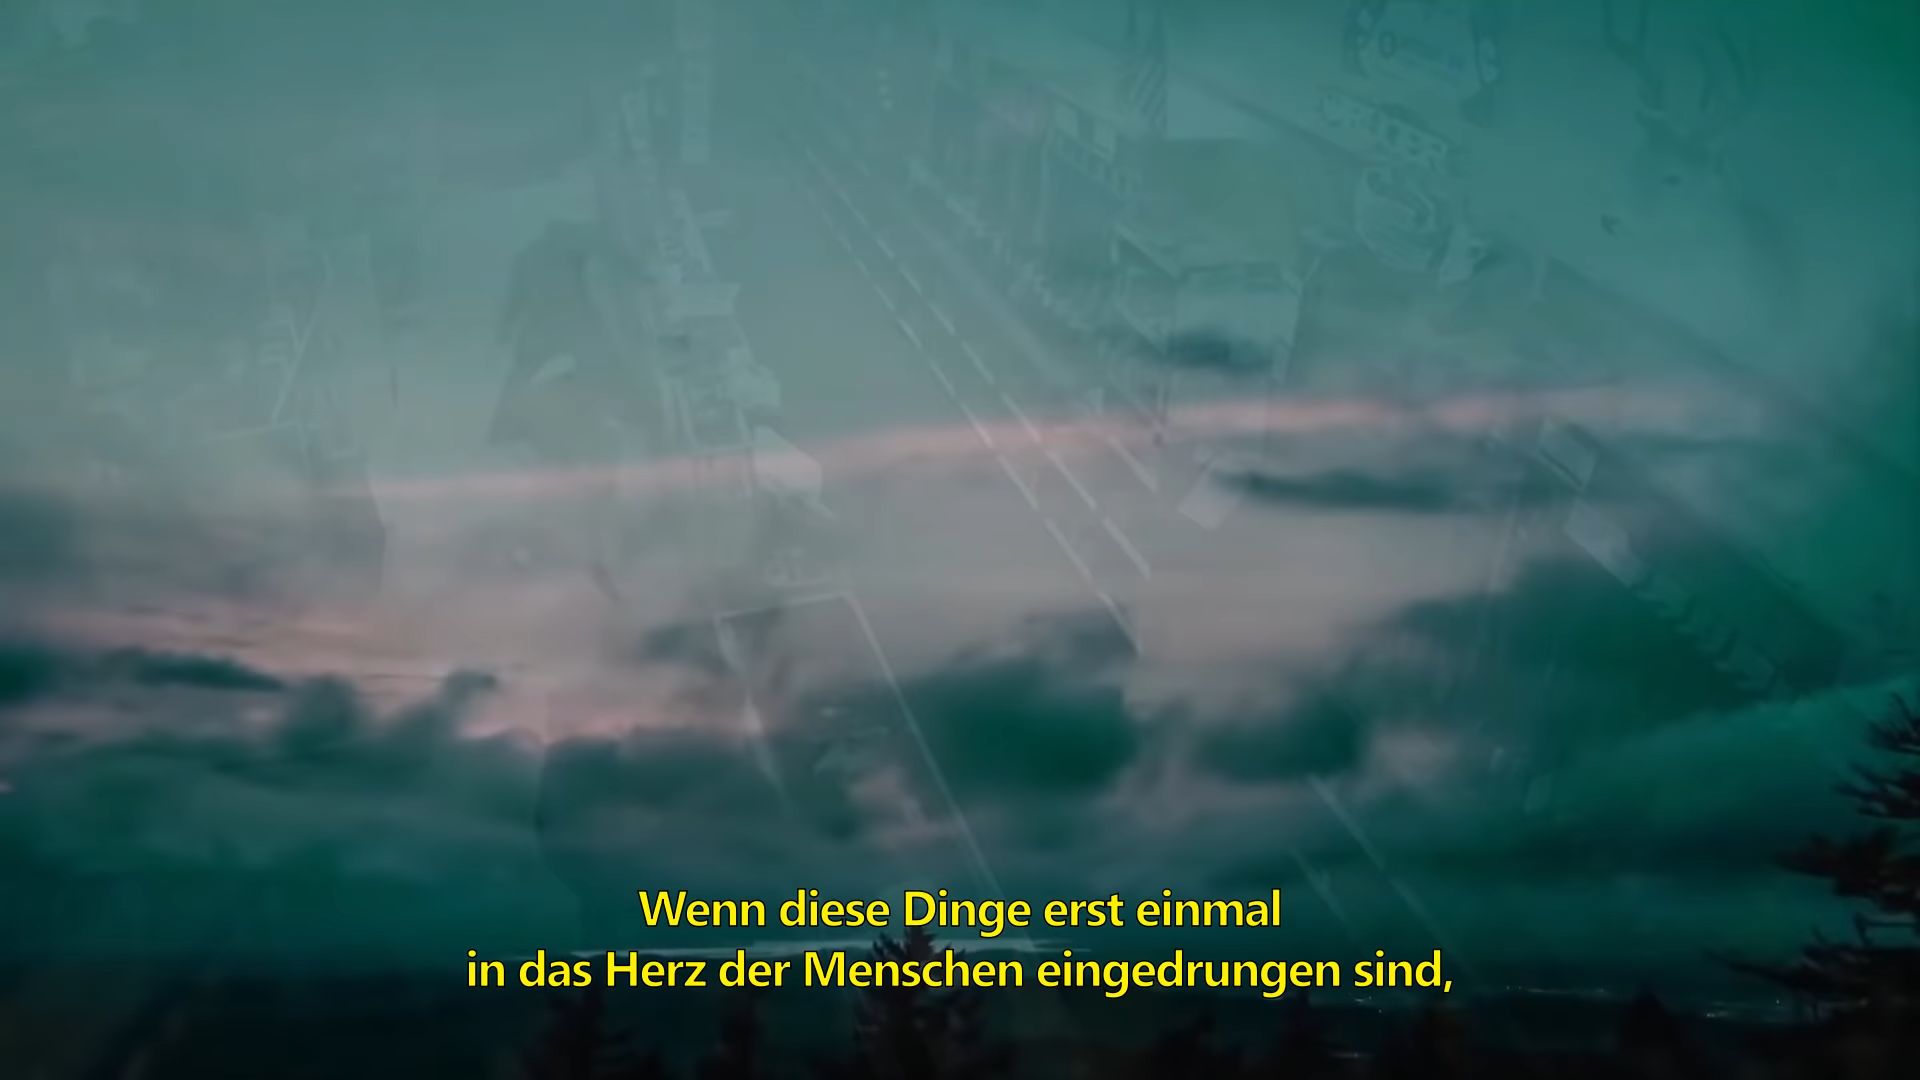 Wenn diese Dinge erst einmal
in das Herz der Menschen eingedrungen sind,